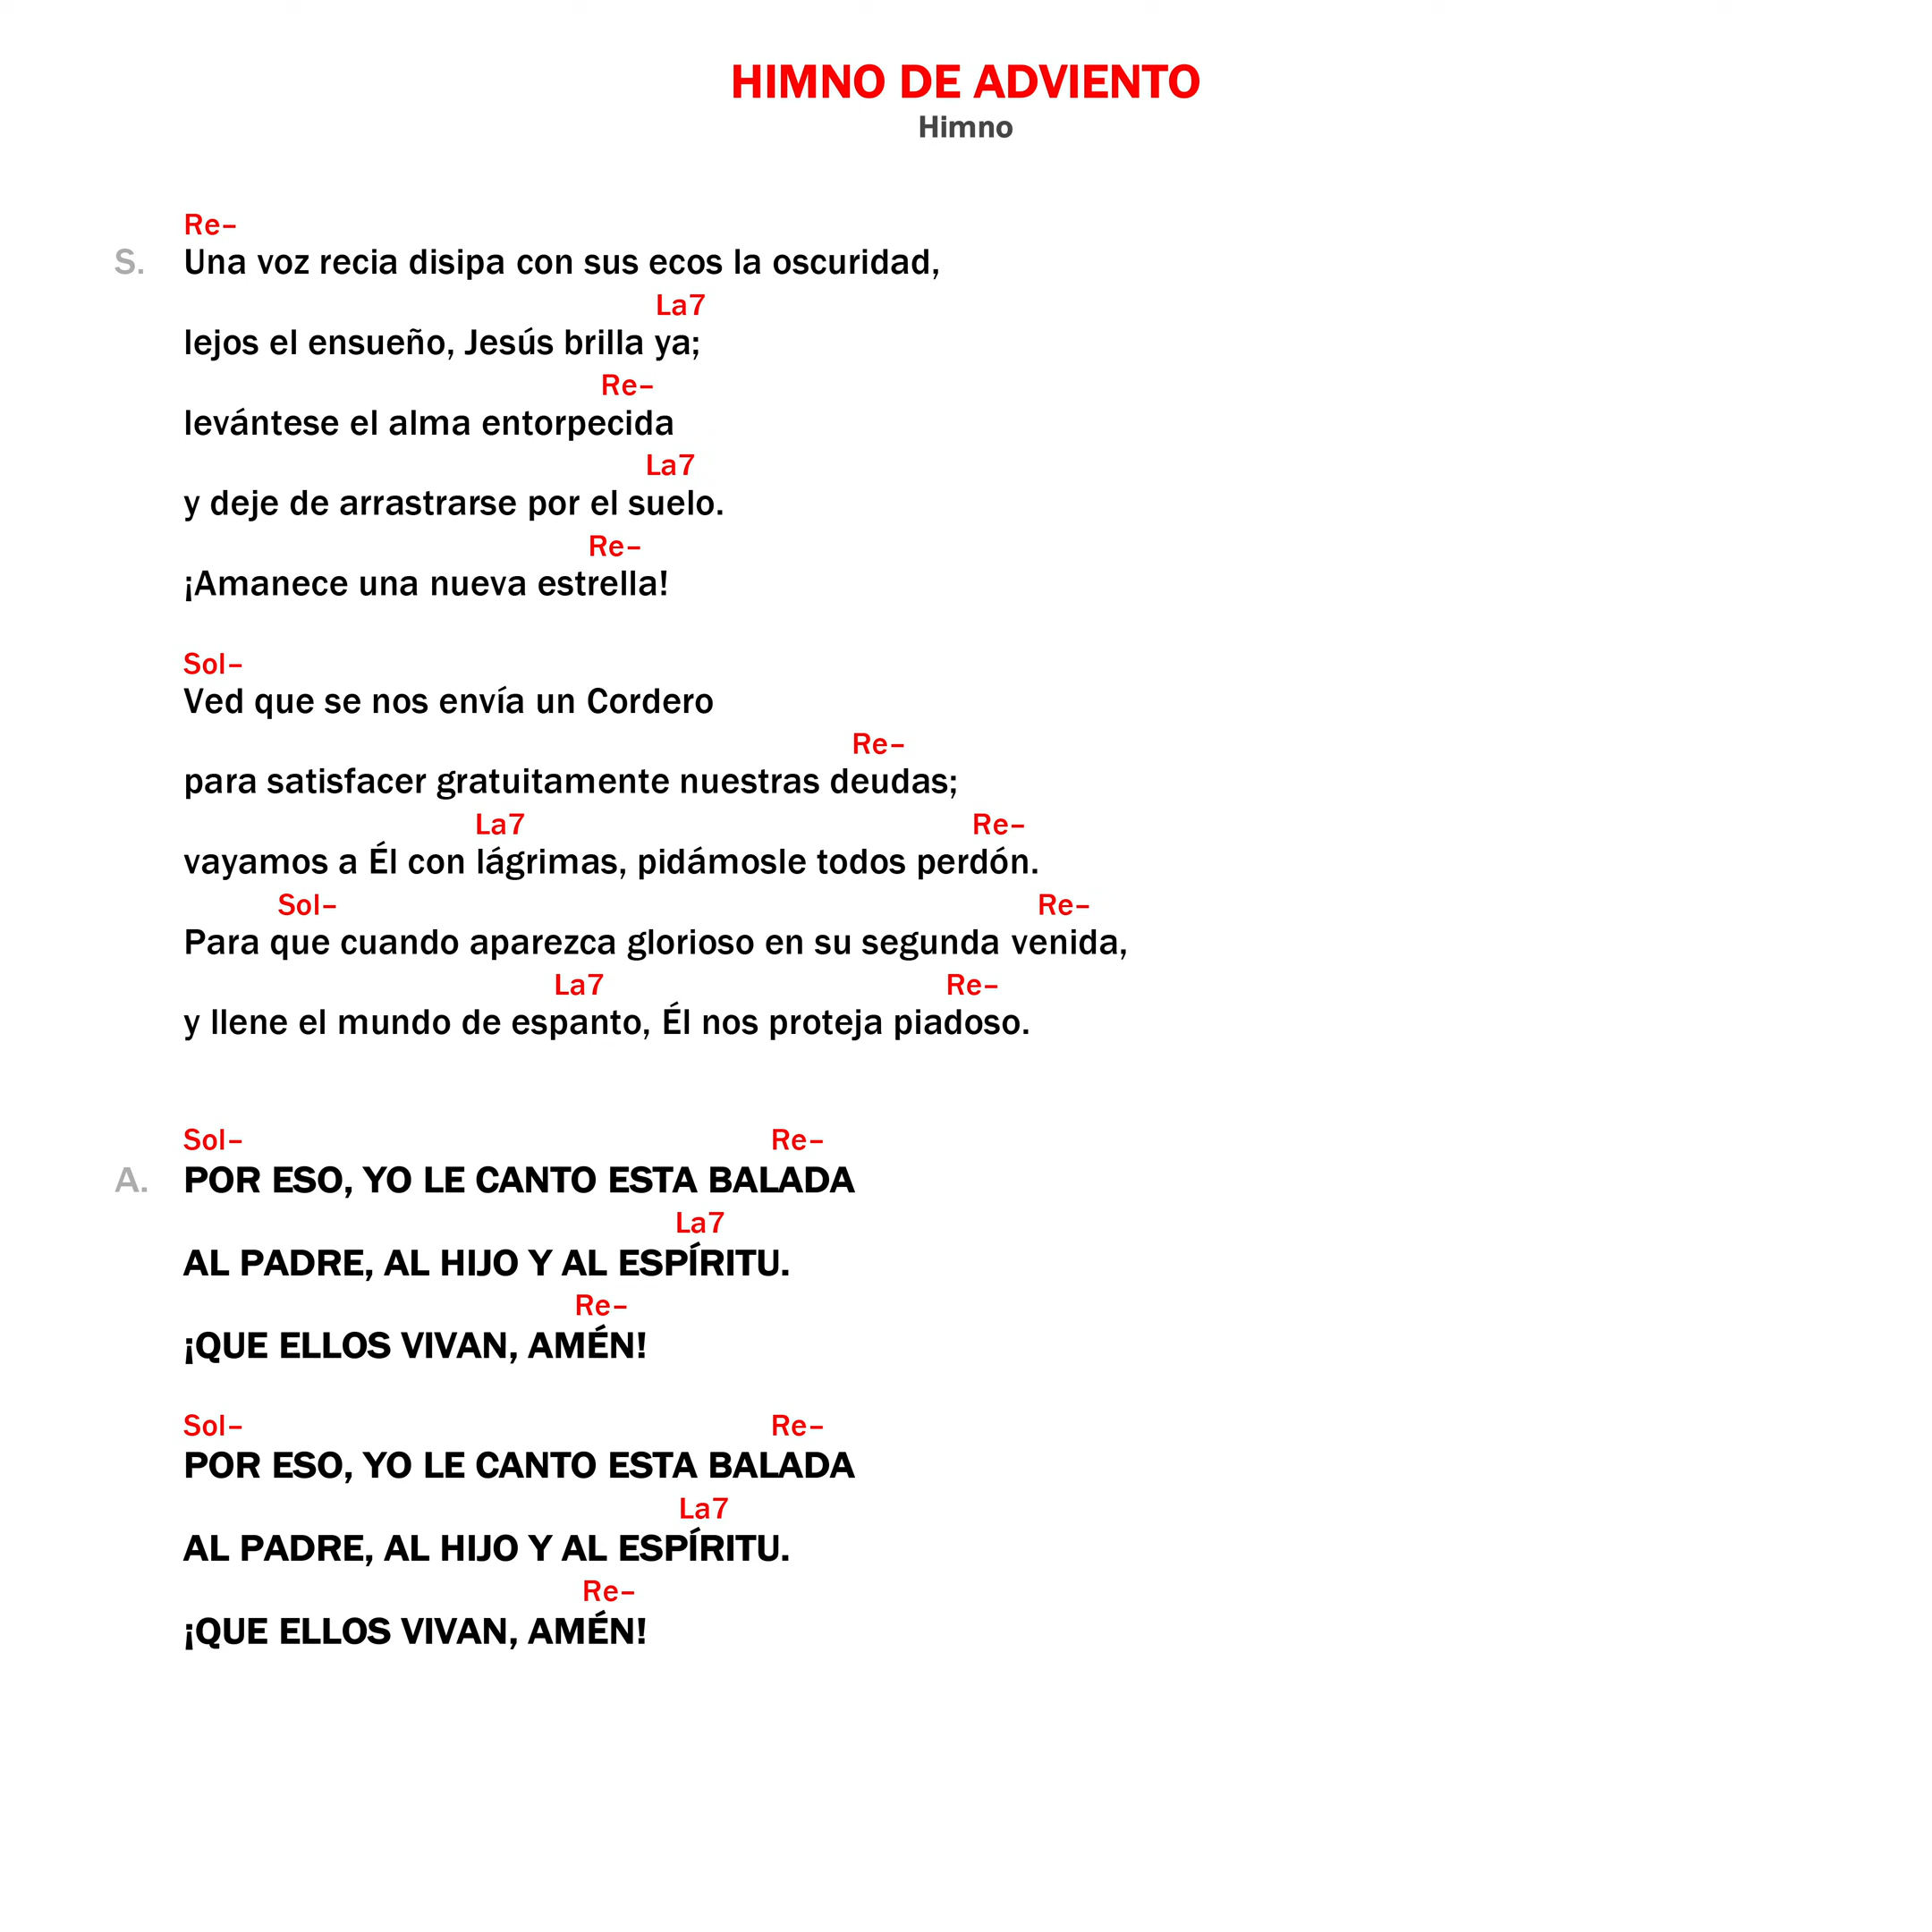 HIMNO DE ADVIENTO
Himno
Re–
S. Una voz recia disipa con sus ecos la oscuridad,
La7
lejos el ensueño, Jesús brilla ya;
Re–
levántese el alma entorpecida
La7
y deje de arrastrarse por el suelo.
Re–
¡Amanece una nueva estrella!
Sol–
Ved que se nos envía un Cordero
Re–
para satisfacer gratuitamente nuestras deudas;
La7 Re–
vayamos a Él con lágrimas, pidámosle todos perdón.
Sol– Re–
Para que cuando aparezca glorioso en su segunda venida,
La7 Re–
y llene el mundo de espanto, Él nos proteja piadoso.
Sol– Re–
A. POR ESO, YO LE CANTO ESTA BALADA
La7
AL PADRE, AL HIJO Y AL ESPÍRITU.
Re–
¡QUE ELLOS VIVAN, AMÉN!
Sol– Re–
POR ESO, YO LE CANTO ESTA BALADA
La7
AL PADRE, AL HIJO Y AL ESPÍRITU.
Re–
¡QUE ELLOS VIVAN, AMÉN!